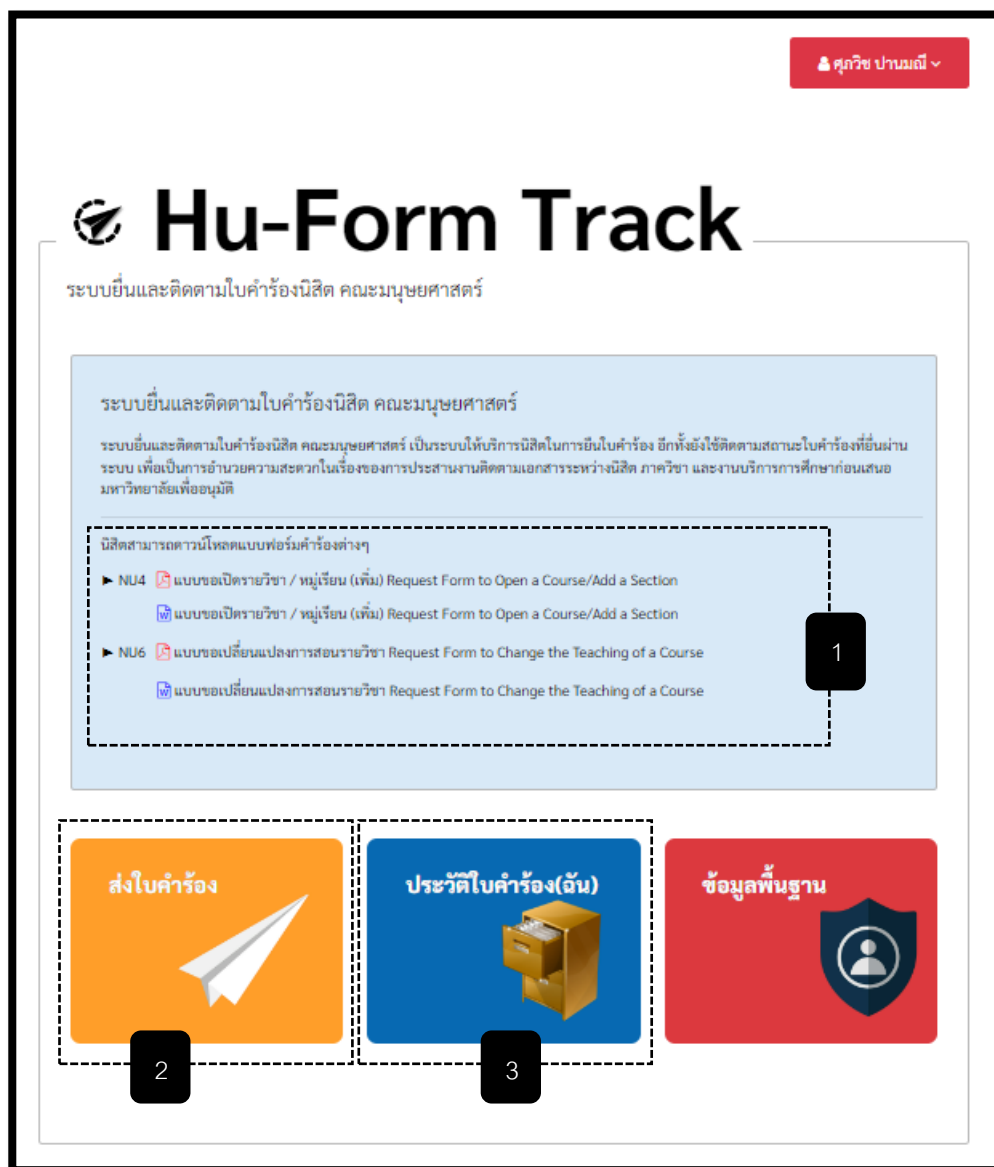 ศุภวิช ปานมณี
Hu-Form Track
ระบบยื่นและติดตามใบคำร้องนิสิต คณะมนุษยศาสตร์
ระบบยื่นและติดตามใบคำร้องนิสิต คณะมนุษยศาสตร์
ระบบยื่นและติดตามใบคำร้องนิสิต คณะมนุษยศาสตร์ เป็นระบบให้บริการนิสิตในการยื่นใบคำร้อง อีกทั้งยังใช้ติดตามสถานะใบคำร้องที่ยื่นผ่าน
ระบบ เพื่อเป็นการอำนวยความสะดวกในเรื่องของการประสานงานติดตามเอกสารระหว่างนิสิต ภาควิชา และงานบริการการศึกษาก่อนเสนอ
มหาวิทยาลัยเพื่ออนุมัติ
นิสิตสามารถดาวน์โหลดแบบฟอร์มคำร้องต่างๆ
► NU4 แบบขอเปิดรายวิชา / หมู่เรียน (เพิ่ม) Request Form to Open a Course/Add a Section
แบบขอเปิดรายวิชา / หมู่เรียน (เพิ่ม) Request Form to Open a Course/Add a Section
► NU6 แบบขอเปลี่ยนแปลงการสอนรายวิชา Request Form to Change the Teaching of a Course
แบบขอเปลี่ยนแปลงการสอนรายวิชา Request Form to Change the Teaching of a Course
1
ส่งใบคำร้อง
ประวัติใบคำร้อง(ฉัน)
ข้อมูลพื้นฐาน
2
3